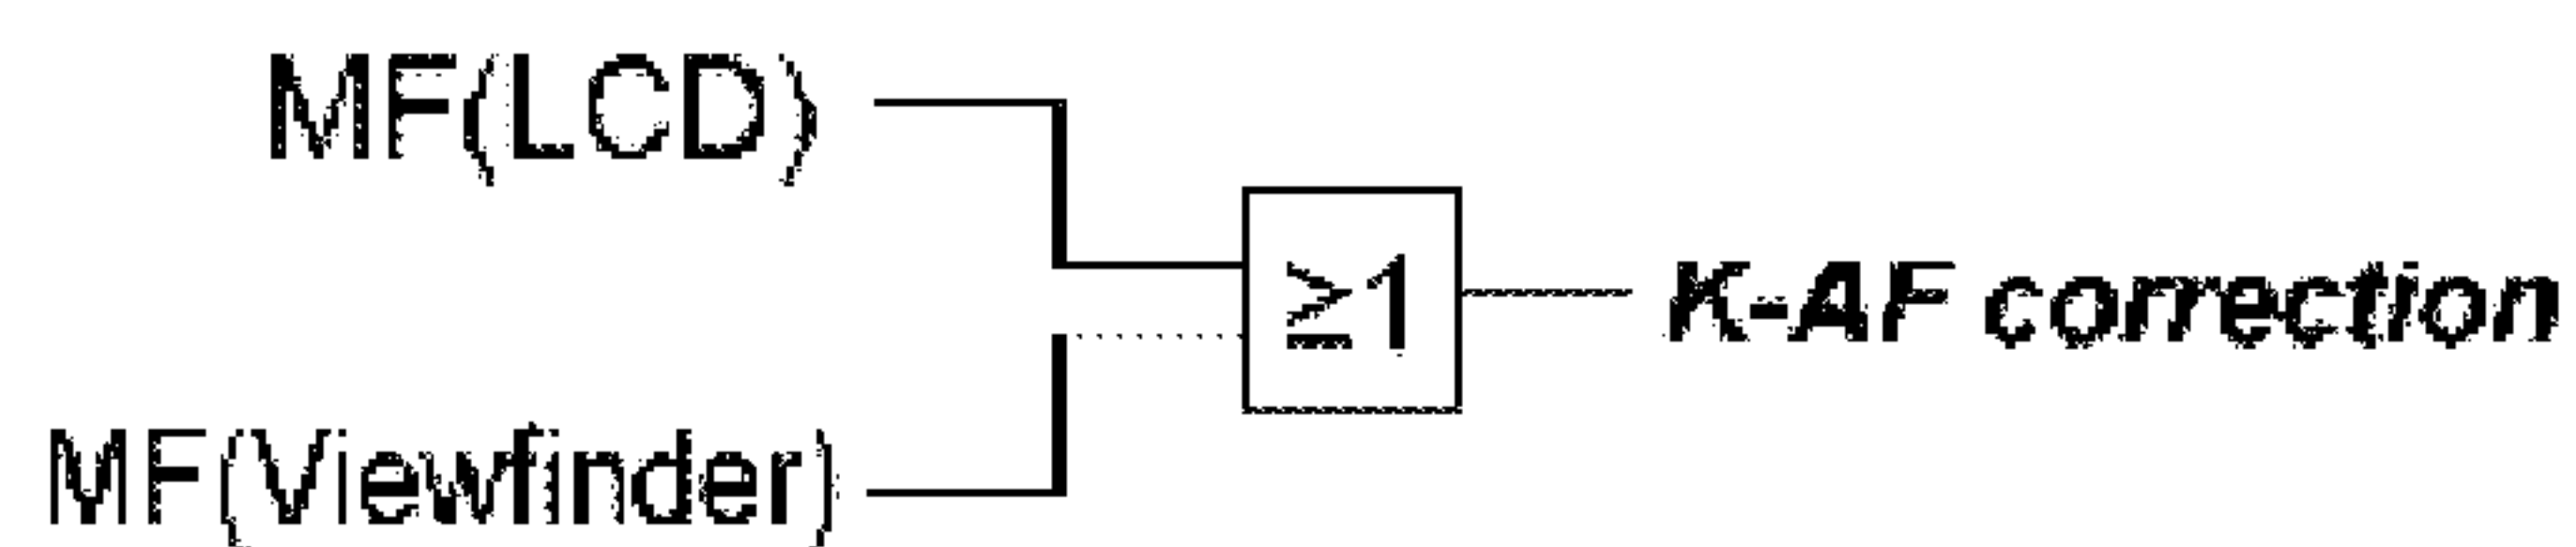 MF(LCD)
≥1
K-AF correction
MF(Viewfinder)